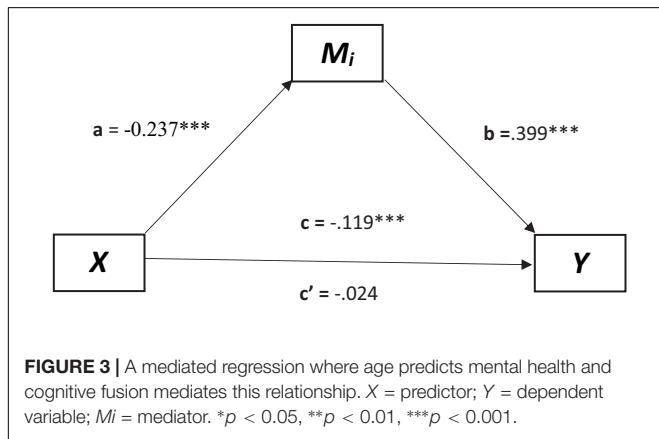 Mi
a = -0.237***
b =.399***
c = -.119***
X
Y
c' = -.024
FIGURE 3 | A mediated regression where age predicts mental health and
cognitive fusion mediates this relationship. X = predictor; Y = dependent
variable; Mi = mediator. *p < 0.05, **p < 0.01, ***p < 0.001.